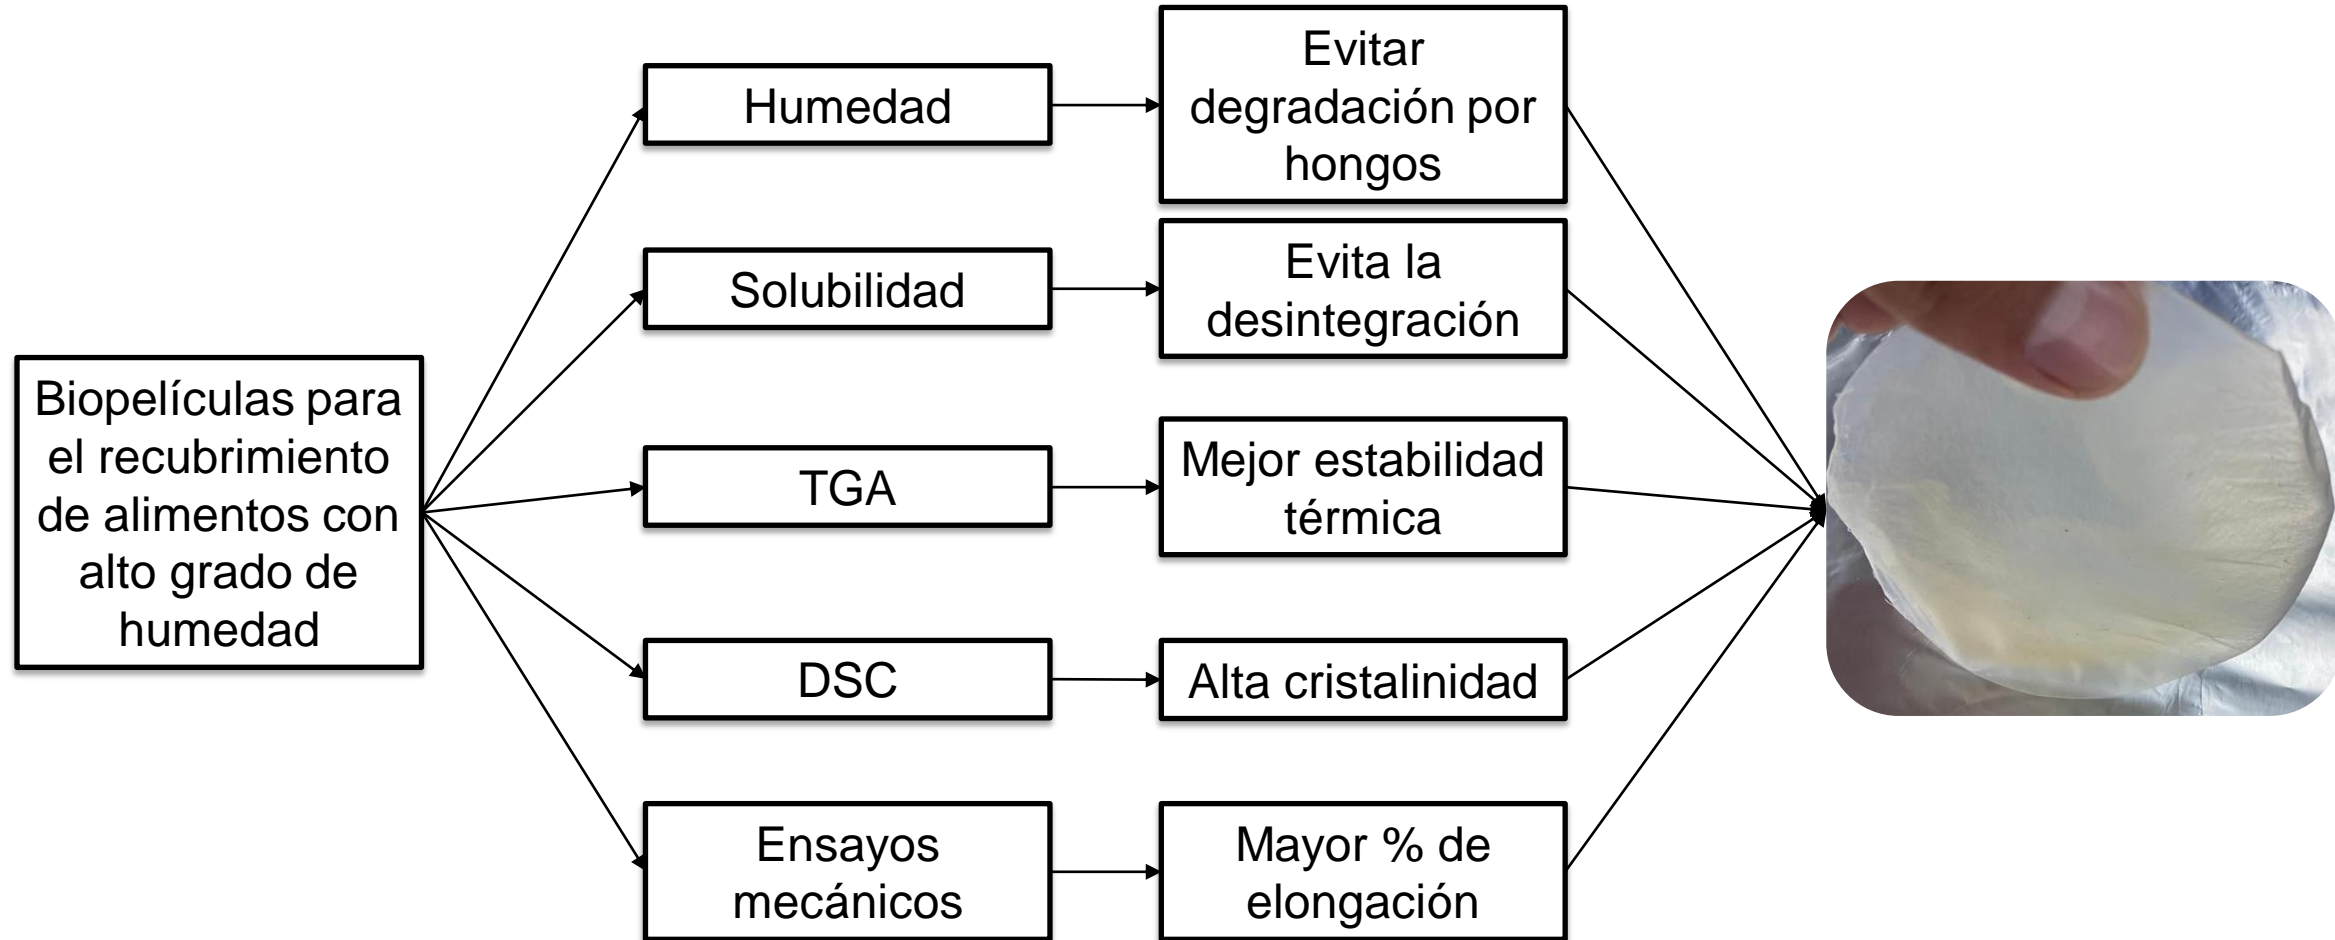 Biopelículas para
el recubrimiento
de alimentos con
alto grado de
humedad
Humedad
Evitar
degradación por
hongos
Solubilidad
Evita la
desintegración
TGA
Mejor estabilidad
térmica
DSC
Alta cristalinidad
Ensayos
mecánicos
Mayor % de
elongación